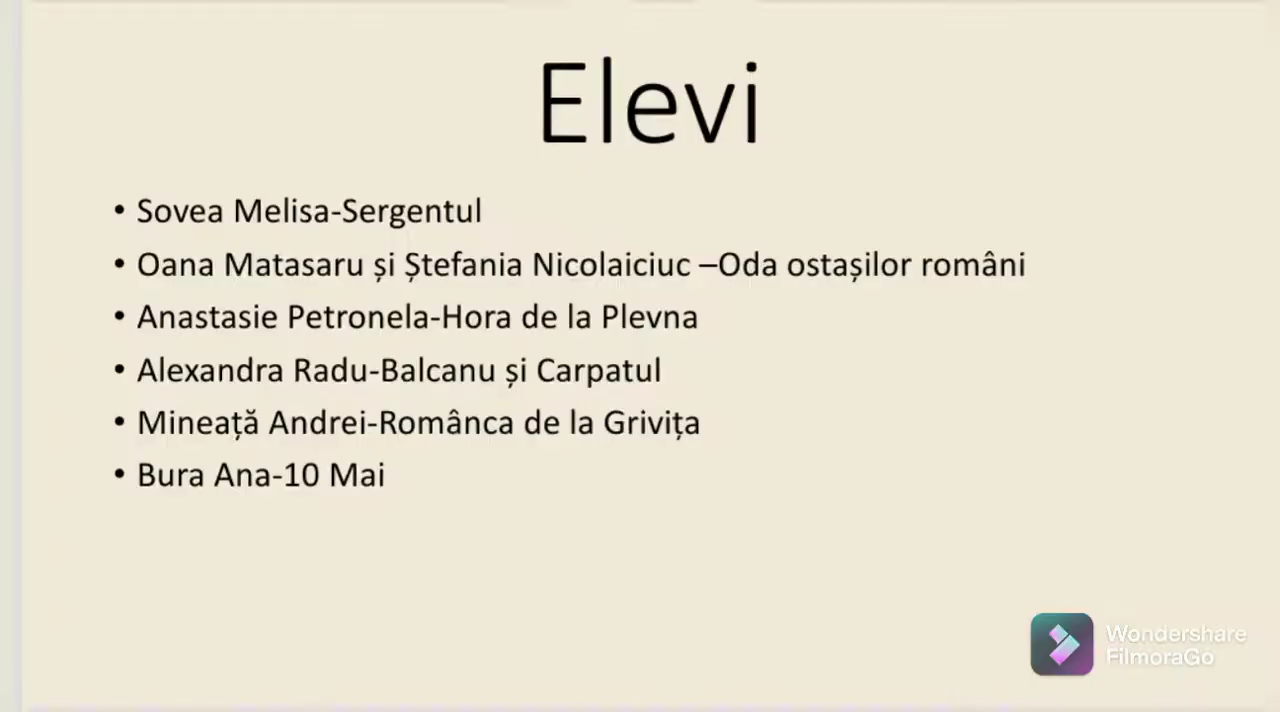 Elevi
• Sovea Melisa-Sergentul
• Oana Matasaru și Ștefania Nicolaiciuc –Oda ostașilor români
• Anastasie Petronela-Hora de la Plevna
• Alexandra Radu-Balcanu și Carpatul
• Mineață Andrei-Românca de la Grivița
• Bura Ana-10 Mai
Wondershare
FilmoraGo